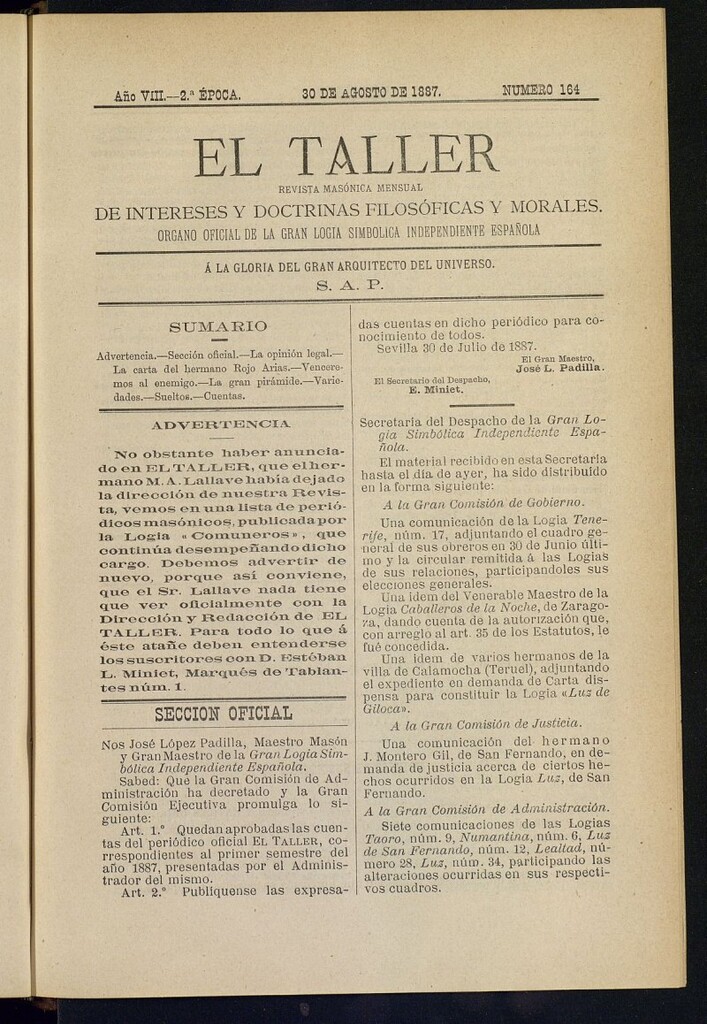 Año VIII.—2.ª ÉPOCA.
30 DE AGOSTO DE 1887.
NUMERO 164
EL TALLER
REVISTA MASÓNICA MENSUAL
DE INTERESES Y DOCTRINAS FILOSÓFICAS Y MORALES.
ORGANO OFICIAL DE LA GRAN LOGIA SIMBOLICA INDEPENDIENTE ESPAÑOLA
Á LA GLORIA DEL GRAN ARQUITECTO DEL UNIVERSO.
S. A. P.
SUMARIO
Advertencia.—Sección oficial.—La opinión legal.—
La carta del hermano Rojo Arias.—Vencere-
mos al enemigo.—La gran pirámide.—Varie-
dades.—Sueltos.—Cuentas.
ADVERTENCIA
No obstante haber anuncia-
do en EL TALLER, que el her-
mano M. A. Lallave había dejado
la dirección de nuestra Revis-
ta, vemos en una lista de perió-
dicos masónicos, publicada por
la Logia «Comuneros», que
continúa desempeñando dicho
cargo. Debemos advertir de
nuevo, porque así conviene,
que el Sr. Lallave nada tiene
que ver oficialmente con la
Dirección y Redacción de EL
TALLER. Para todo lo que á
éste atañe deben entenderse
los suscritores con D. Estéban
L. Miniet, Marqués de Tablan-
tes núm. 1.
SECCION OFICIAL
Nos José López Padilla, Maestro Masón
y Gran Maestro de la Gran Logia Sim-
bólica Independiente Española.
Sabed: Que la Gran Comisión de Ad-
ministración ha decretado y la Gran
Comisión Ejecutiva promulga lo si-
guiente:
Art. 1.º Quedan aprobadas las cuen-
tas del periódico oficial EL TALLER, co-
rrespondientes al primer semestre del
año 1887, presentadas por el Adminis-
trador del mismo.
Art. 2.º Publíquense las expresa-
das cuentas en dicho periódico para co-
nocimiento de todos.
Sevilla 30 de Julio de 1887.
El Gran Maestro,
José L. Padilla.
El Secretario del Despacho,
E. Miniet.
Secretaria del Despacho de la Gran Lo-
gia Simbólica Independiente Espa-
ñola.
El material recibido en esta Secretaria
hasta el día de ayer, ha sido distribuido
en la forma siguiente:
A la Gran Comisión de Gobierno.
Una comunicación de la Logia Tene-
rife, núm. 17, adjuntando el cuadro ge-
neral de sus obreros en 30 de Junio últi-
mo y la circular remitida á las Logias
de sus relaciones, participandoles sus
elecciones generales.
Una idem del Venerable Maestro de la
Logia Caballeros de la Noche, de Zarago-
za, dando cuenta de la autorización que,
con arreglo al art. 35 de los Estatutos, le
fué concedida.
Una idem de varios hermanos de la
villa de Calamocha (Teruel), adjuntando
el expediente en demanda de Carta dis-
pensa para constituir la Logia «Luz de
Giloca».
A la Gran Comisión de Justicia.
Una comunicación del hermano
J. Montero Gil, de San Fernando, en de-
manda de justicia acerca de ciertos he-
chos ocurridos en la Logia Luz, de San
Fernando.
A la Gran Comisión de Administración.
Siete comunicaciones de las Logias
Taoro, núm. 9, Numantina, núm. 6, Luz
de San Fernando, núm. 12, Lealtad, nú-
mero 28, Luz, núm. 34, participando las
alteraciones ocurridas en sus respecti-
vos cuadros.